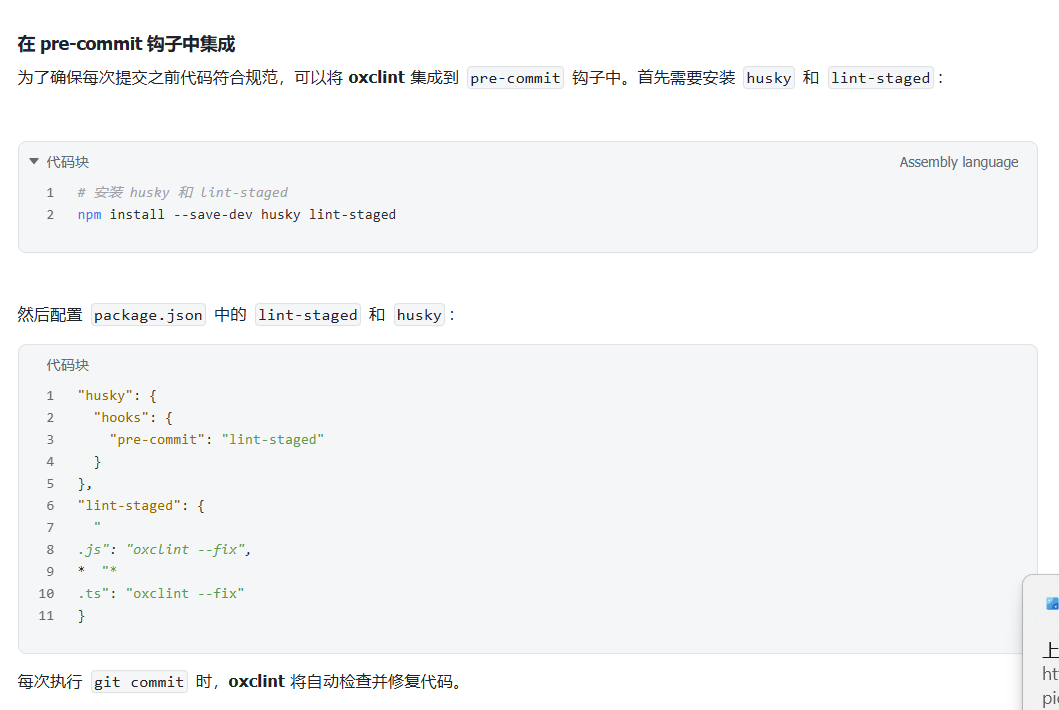 在 pre-commit 钩子中集成
为了确保每次提交之前代码符合规范，可以将 oxclint 集成到 pre-commit 钩子中。首先需要安装 husky 和 lint-staged：
代码块 Assembly language
1 # 安装 husky 和 lint-staged
2 npm install --save-dev husky lint-staged
然后配置 package.json 中的 lint-staged 和 husky：
代码块
1 "husky": {
2   "hooks": {
3     "pre-commit": "lint-staged"
4   }
5 },
6 "lint-staged": {
7   "
8 .js": "oxclint --fix",
9 *  "*
10 .ts": "oxclint --fix"
11 }
每次执行 git commit 时，oxclint 将自动检查并修复代码。
上
ht
pi